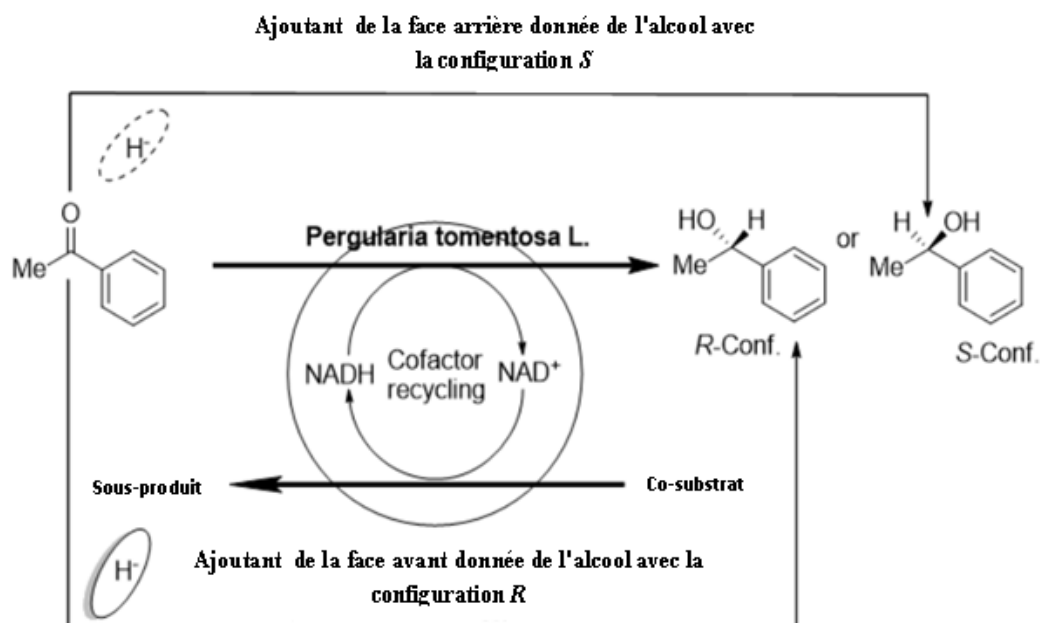 Ajoutant de la face arrière donnée de l'alcool avec
la configuration S
H-
O
Me
Pergularia tomentosa L.
HO H
Me
or
H OH
Me
R-Conf.
S-Conf.
NADH
Cofactor
recycling
NAD+
Sous-produit
Co-substrat
H-
Ajoutant de la face avant donnée de l'alcool avec la
configuration R